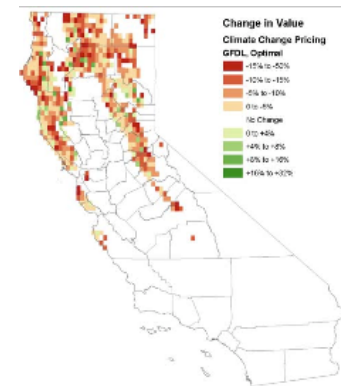 Change in Value
Climate Change Pricing
GFDL, Optimal
-15% to -50%
-10% to -15%
-5% to -10%
0 to -5%
No Change
0 to +4%
+4% to +8%
+8% to +16%
+16% to +32%